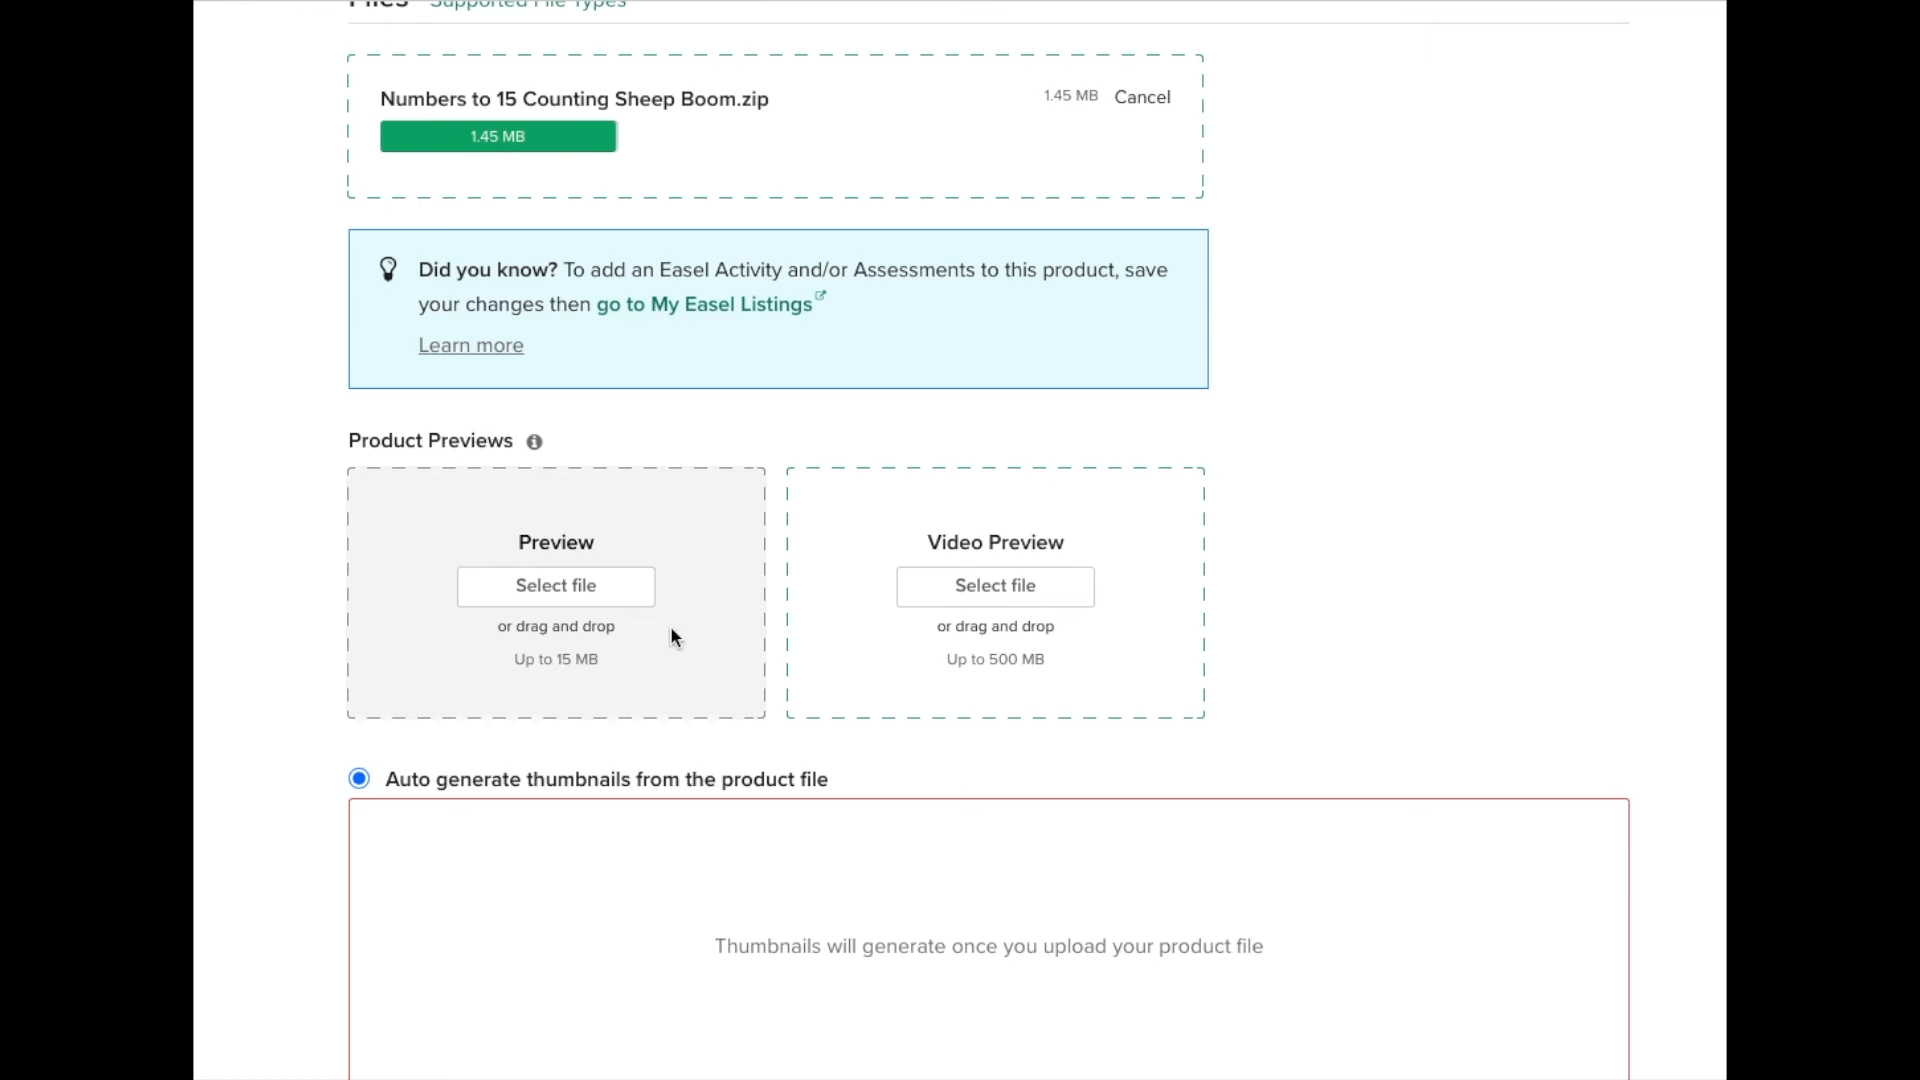 Files Supported File Types
Numbers to 15 Counting Sheep Boom.zip 1.45 MB Cancel
1.45 MB
Did you know? To add an Easel Activity and/or Assessments to this product, save
your changes then go to My Easel Listings
Learn more
Product Previews
Preview
Select file
or drag and drop
Up to 15 MB
Video Preview
Select file
or drag and drop
Up to 500 MB
Auto generate thumbnails from the product file
Thumbnails will generate once you upload your product file